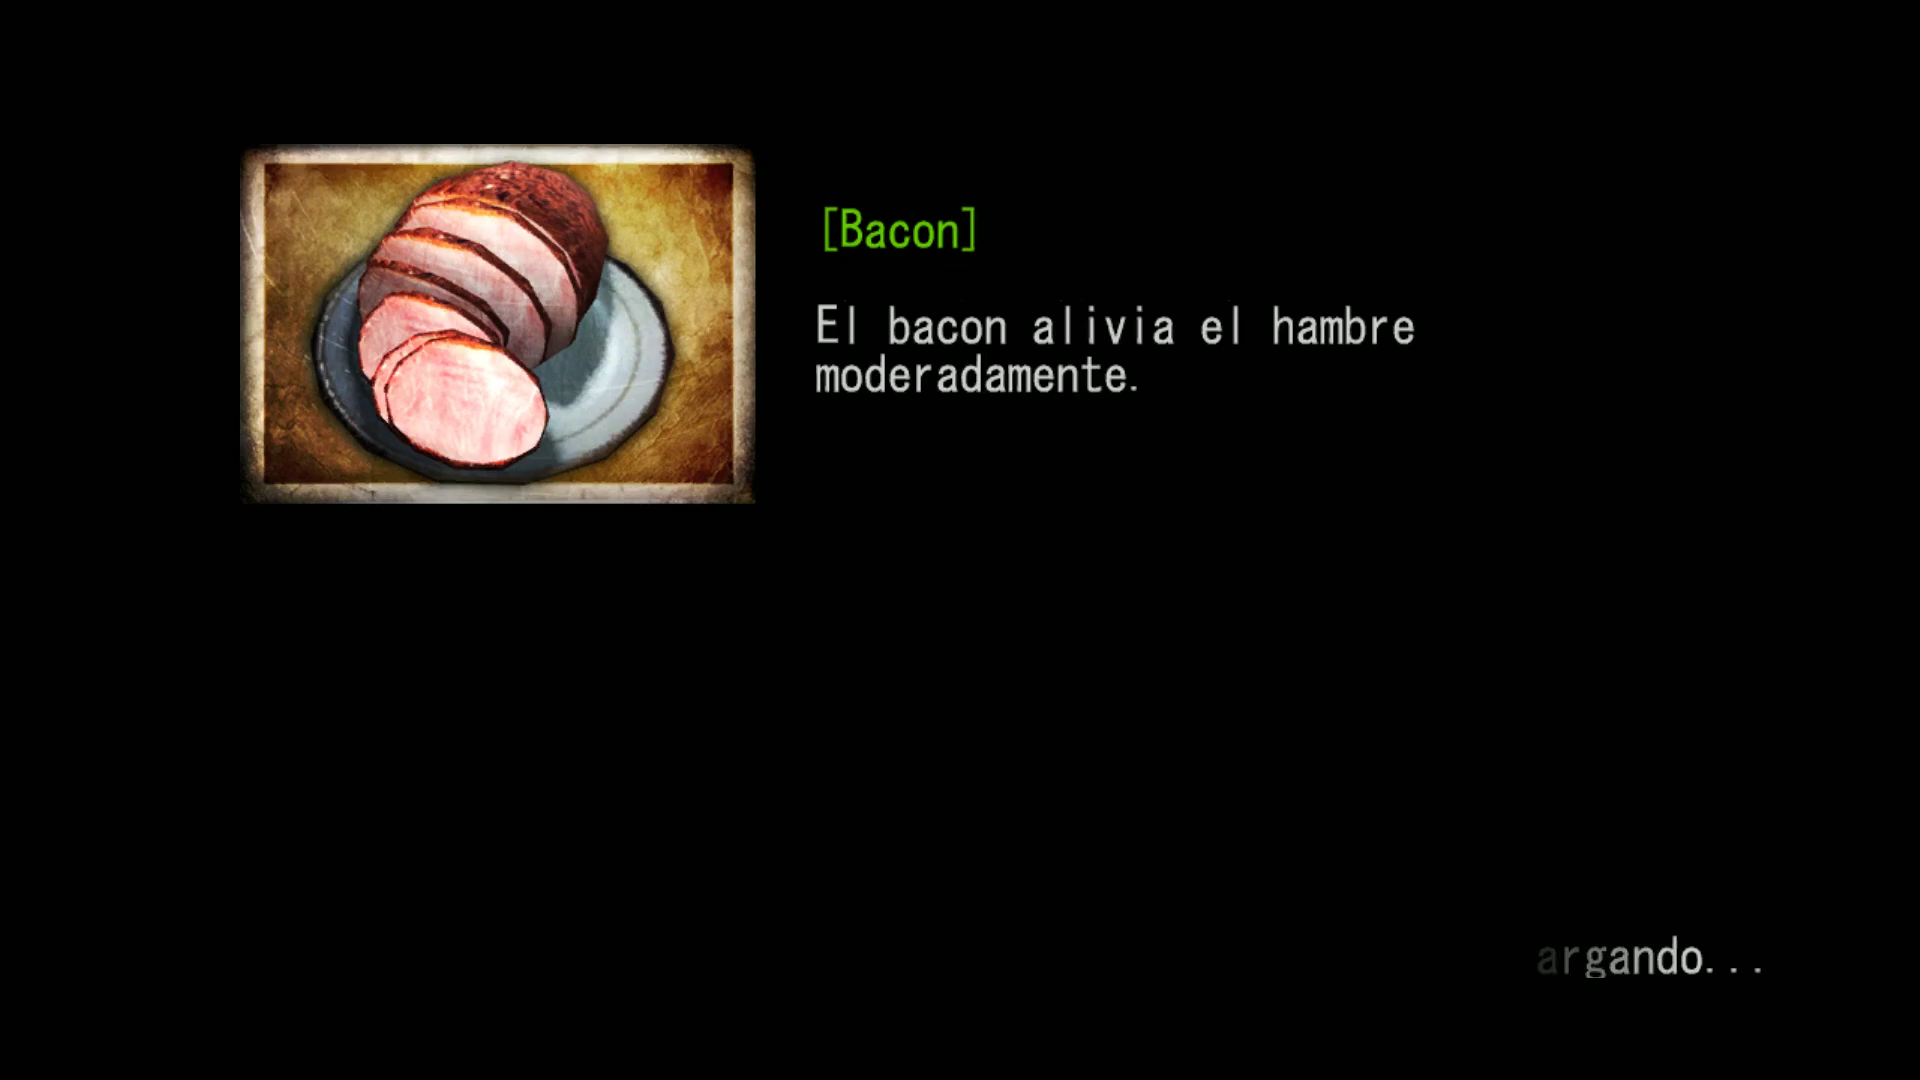 [Bacon]
El bacon alivia el hambre
moderadamente.
argando...